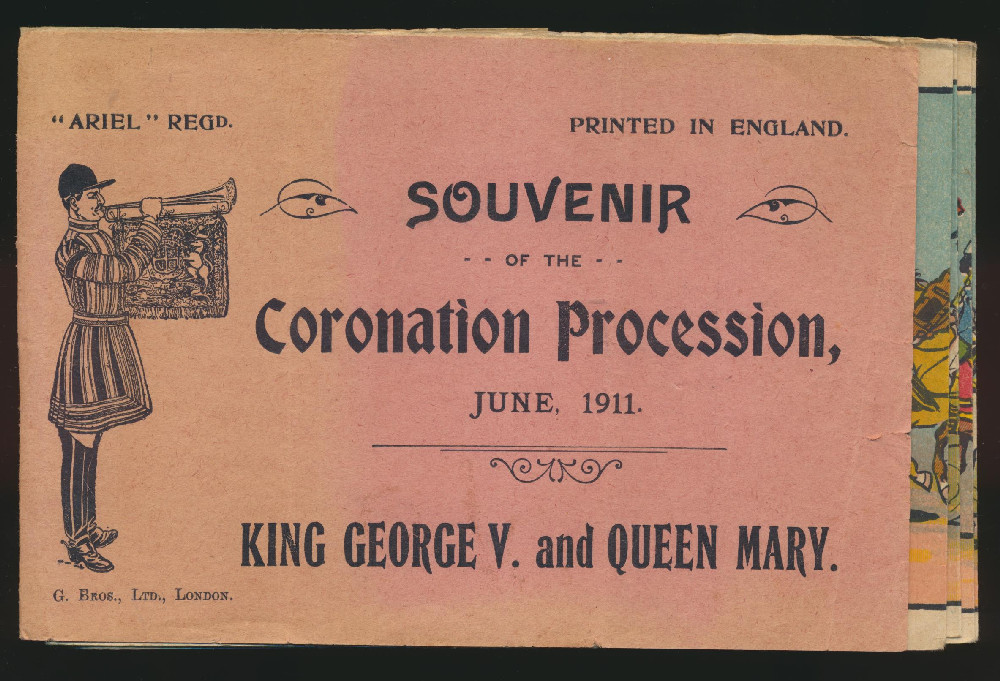 "ARIEL" REGD.
PRINTED IN ENGLAND.
SOUVENIR
- - OF THE - -
Coronation Procession,
JUNE, 1911.
KING GEORGE V. and QUEEN MARY.
G. BROS., LTD., LONDON.